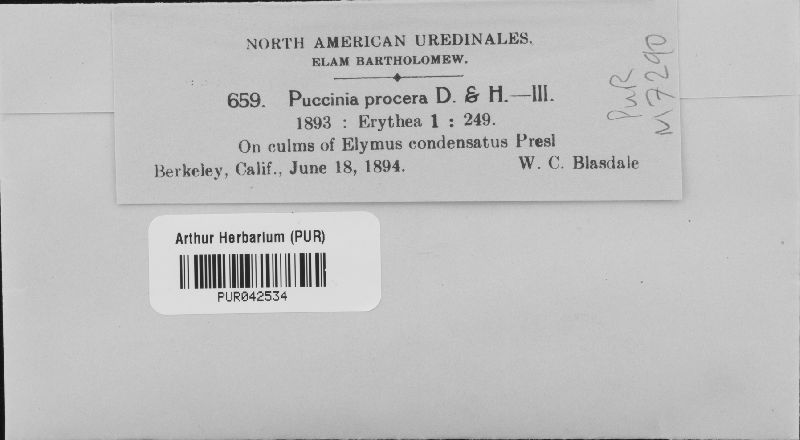 NORTH AMERICAN UREDINALES.
ELAM BARTHOLOMEW.
659. Puccinia procera D. & H.—III.
1893 : Erythea 1 : 249.
On culms of Elymus condensatus Presl
Berkeley, Calif., June 18, 1894. W. C. Blasdale
PUR
M7290
Arthur Herbarium (PUR)
PUR042534